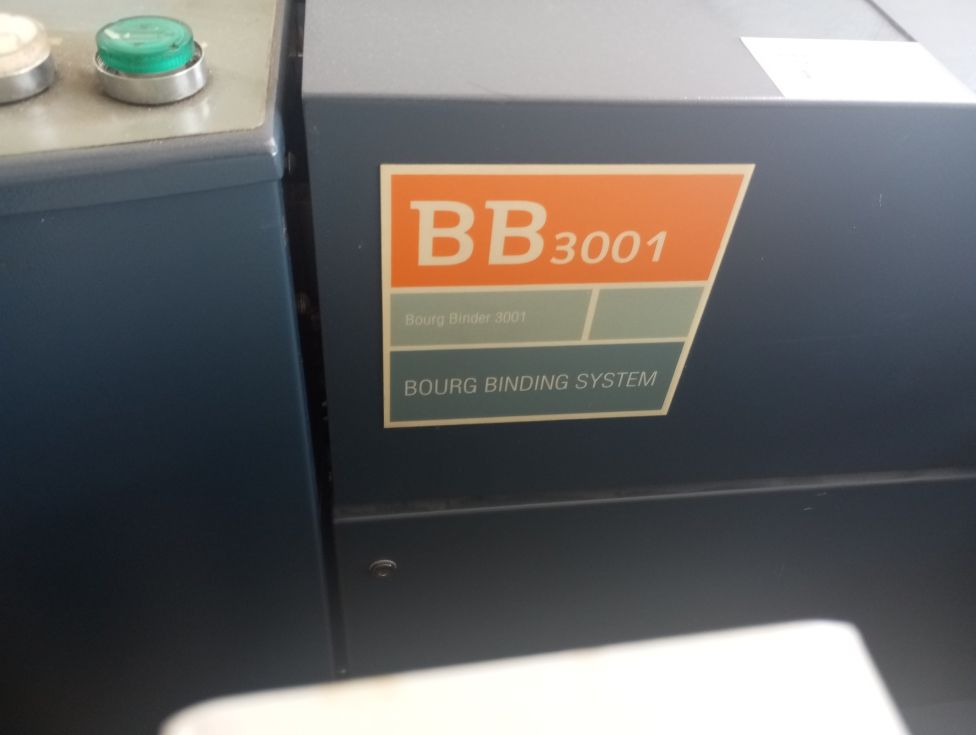 BB3001
Bourg Binder 3001
BOURG BINDING SYSTEM